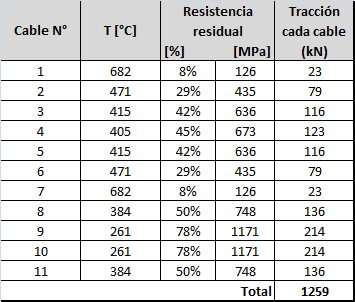 Cable N° T [°C] Resistencia residual Tracción cada cable (kN)
[%] [MPa]
1 682 8% 126 23
2 471 29% 435 79
3 415 42% 636 116
4 405 45% 673 123
5 415 42% 636 116
6 471 29% 435 79
7 682 8% 126 23
8 384 50% 748 136
9 261 78% 1171 214
10 261 78% 1171 214
11 384 50% 748 136
Total 1259